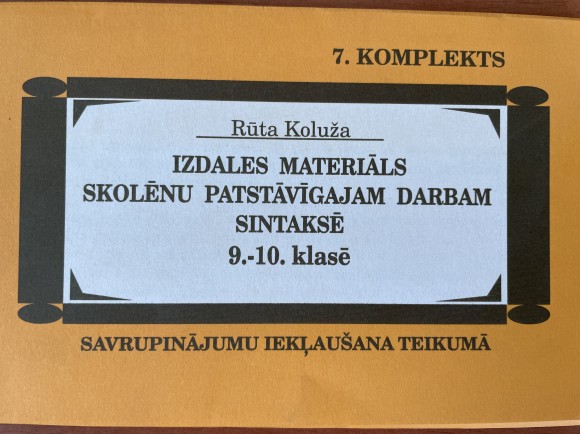 7. KOMPLEKTS
Rūta Koluža
IZDALES MATERIĀLS
SKOLĒNU PATSTĀVĪGAJAM DARBAM
SINTAKSĒ
9.-10. klasē
SAVRUPINĀJUMU IEKĻAUŠANA TEIKUMĀ